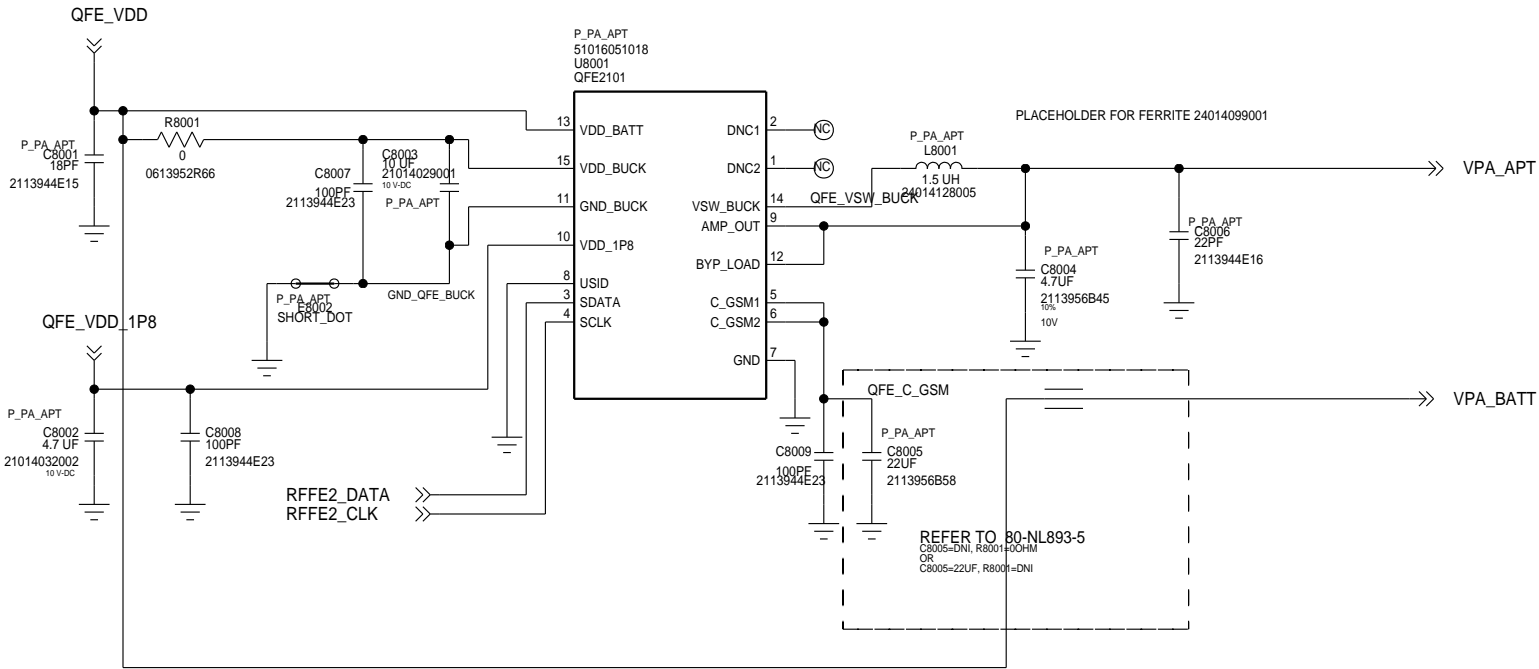 QFE_VDD
P_PA_APT
51016051018
U8001
QFE2101
P_PA_APT
C8001
18PF
2113944E15
R8001
0
0613952R66
C8007
100PF
2113944E23
C8003
10 UF
21014029001
10 V-DC
P_PA_APT
13
VDD_BATT
15
VDD_BUCK
11
GND_BUCK
10
VDD_1P8
8
USID
3
SDATA
4
SCLK
DNC1
2
NC
DNC2
1
NC
VSW_BUCK
14
AMP_OUT
9
BYP_LOAD
12
C_GSM1
5
C_GSM2
6
GND
7
PLACEHOLDER FOR FERRITE 24014099001
P_PA_APT
L8001
1.5 UH
24014128005
QFE_VSW_BUCK
VPA_APT
P_PA_APT
C8006
22PF
2113944E16
P_PA_APT
C8004
4.7UF
2113956B45
10%
10V
P_PA_APT
E8002
SHORT_DOT
GND_QFE_BUCK
QFE_VDD_1P8
P_PA_APT
C8002
4.7 UF
21014032002
10 V-DC
C8008
100PF
2113944E23
RFFE2_DATA
RFFE2_CLK
QFE_C_GSM
VPA_BATT
C8009
100PF
2113944E23
P_PA_APT
C8005
22UF
2113956B58
REFER TO 80-NL893-5
C8005=DNI, R8001=0OHM
OR
C8005=22UF, R8001=DNI